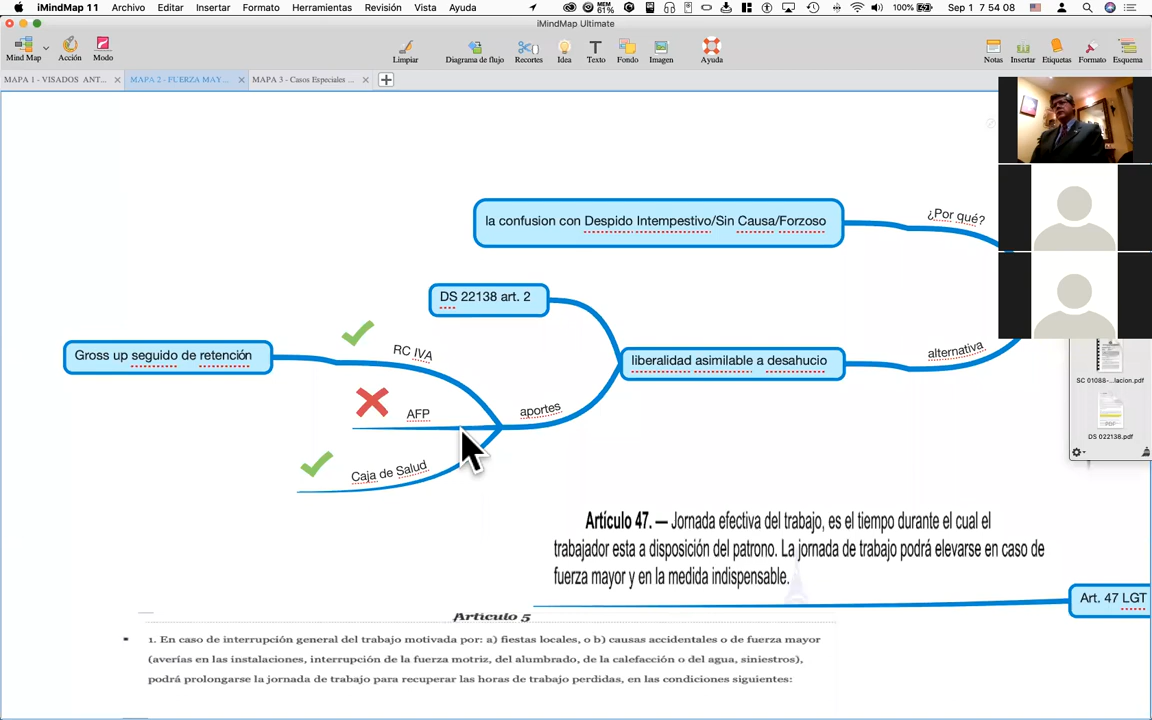 iMindMap 11 Archivo Editar Insertar Formato Herramientas Revisión Vista Ayuda MEM 61% 100% Sep 1 7 54 08
iMindMap Ultimate
Mind Map Acción Modo Limpiar Diagrama de flujo Recortes Idea Texto Fondo Imagen Ayuda Notas Insertar Etiquetas Formato Esquema
MAPA 1 - VISADOS ANT... MAPA 2 - FUERZA MAY... MAPA 3 - Casos Especiales ...
¿Por qué?
la confusion con Despido Intempestivo/Sin Causa/Forzoso
DS 22138 art. 2
RC IVA
Gross up seguido de retención
liberalidad asimilable a desahucio
alternativa
SC 01088-...lacion.pdf
AFP
aportes
DS 022138.pdf
Caja de Salud
Artículo 47. — Jornada efectiva del trabajo, es el tiempo durante el cual el
trabajador esta a disposición del patrono. La jornada de trabajo podrá elevarse en caso de
fuerza mayor y en la medida indispensable.
Art. 47 LGT
Artículo 5
1. En caso de interrupción general del trabajo motivada por: a) fiestas locales, o b) causas accidentales o de fuerza mayor
(averías en las instalaciones, interrupción de la fuerza motriz, del alumbrado, de la calefacción o del agua, siniestros),
podrá prolongarse la jornada de trabajo para recuperar las horas de trabajo perdidas, en las condiciones siguientes: